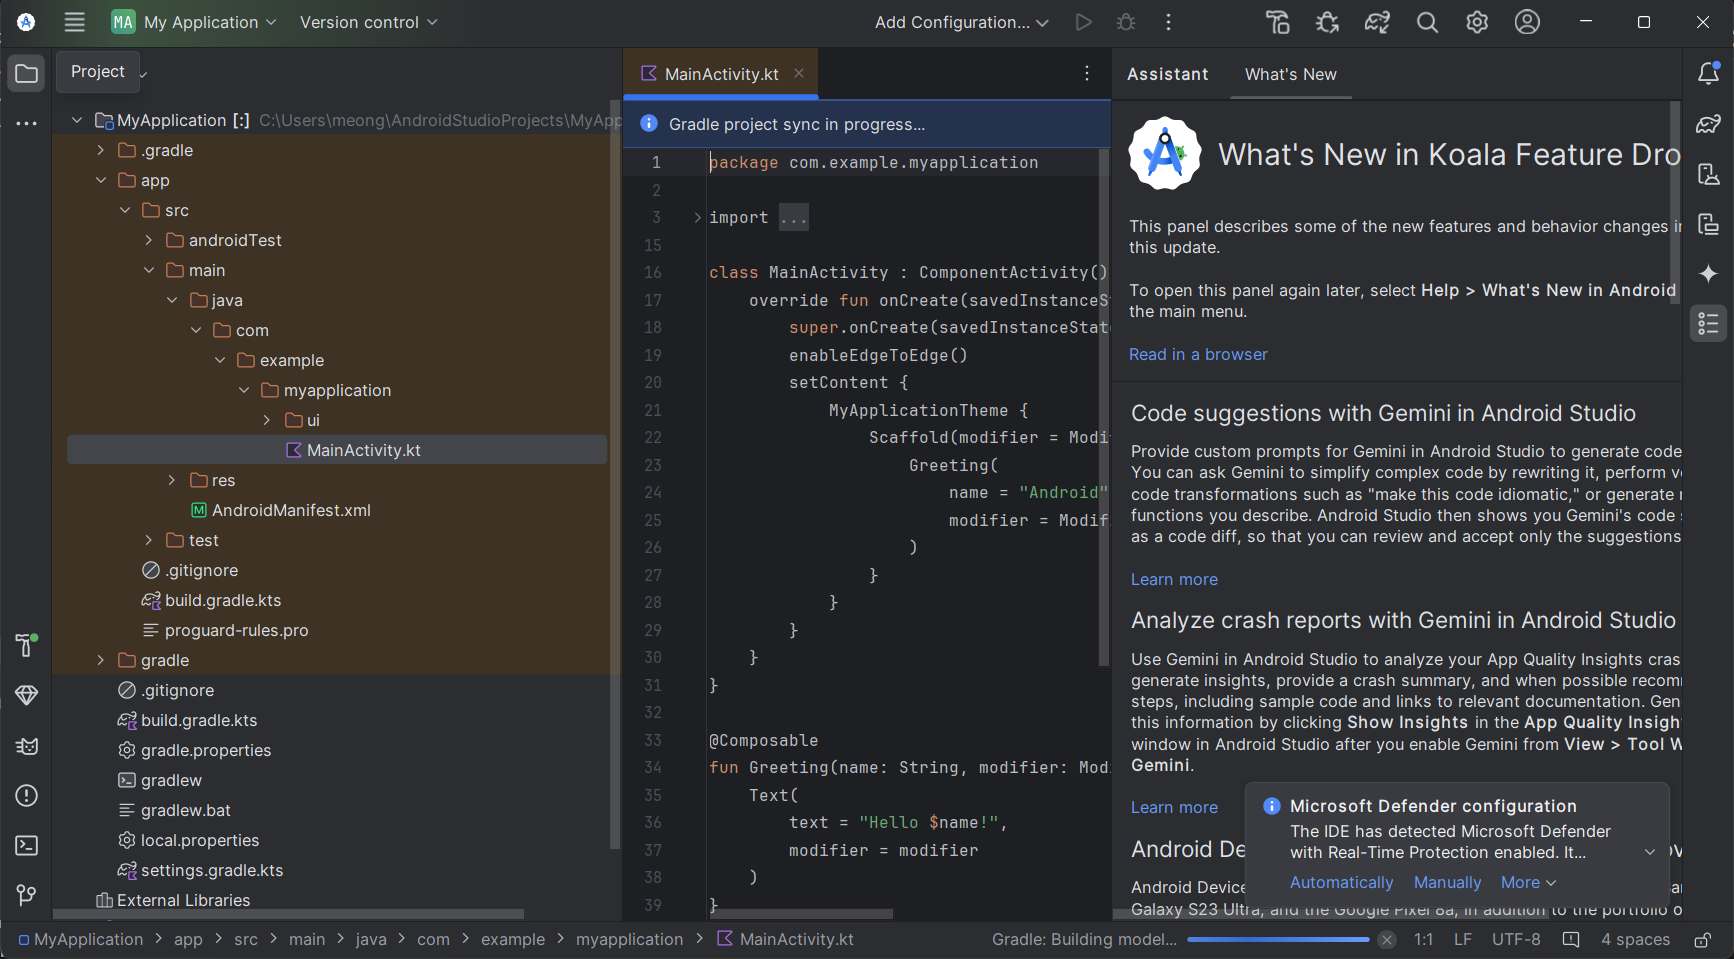 MA My Application Version control Add Configuration...
Project
MyApplication [:] C:\Users\meong\AndroidStudioProjects\MyApp
.gradle
app
src
androidTest
main
java
com
example
myapplication
ui
MainActivity.kt
res
AndroidManifest.xml
test
.gitignore
build.gradle.kts
proguard-rules.pro
gradle
.gitignore
build.gradle.kts
gradle.properties
gradlew
gradlew.bat
local.properties
settings.gradle.kts
External Libraries
MainActivity.kt
Gradle project sync in progress...
1 package com.example.myapplication
2
3 import ...
15
16 class MainActivity : ComponentActivity()
17 override fun onCreate(savedInstanceSt
18 super.onCreate(savedInstanceState
19 enableEdgeToEdge()
20 setContent {
21 MyApplicationTheme {
22 Scaffold(modifier = Modi
23 Greeting(
24 name = "Android"
25 modifier = Modif
26 )
27 }
28 }
29 }
30 }
31 }
32
33 @Composable
34 fun Greeting(name: String, modifier: Mod
35 Text(
36 text = "Hello $name!",
37 modifier = modifier
38 )
39 }
Assistant What's New
What's New in Koala Feature Dro
This panel describes some of the new features and behavior changes in
this update.
To open this panel again later, select Help > What's New in Android
the main menu.
Read in a browser
Code suggestions with Gemini in Android Studio
Provide custom prompts for Gemini in Android Studio to generate code
You can ask Gemini to simplify complex code by rewriting it, perform v
code transformations such as "make this code idiomatic," or generate
functions you describe. Android Studio then shows you Gemini's code
as a code diff, so that you can review and accept only the suggestions
Learn more
Analyze crash reports with Gemini in Android Studio
Use Gemini in Android Studio to analyze your App Quality Insights cras
generate insights, provide a crash summary, and when possible recom
steps, including sample code and links to relevant documentation. Gen
this information by clicking Show Insights in the App Quality Insigh
window in Android Studio after you enable Gemini from View > Tool W
Gemini.
Learn more
Android De
Android Device
Galaxy S23 Ultra, and the Google Pixel 8a, in addition to the portfolio o
Microsoft Defender configuration
The IDE has detected Microsoft Defender
with Real-Time Protection enabled. It...
Automatically Manually More
MyApplication > app > src > main > java > com > example > myapplication > MainActivity.kt Gradle: Building model... 1:1 LF UTF-8 4 spaces